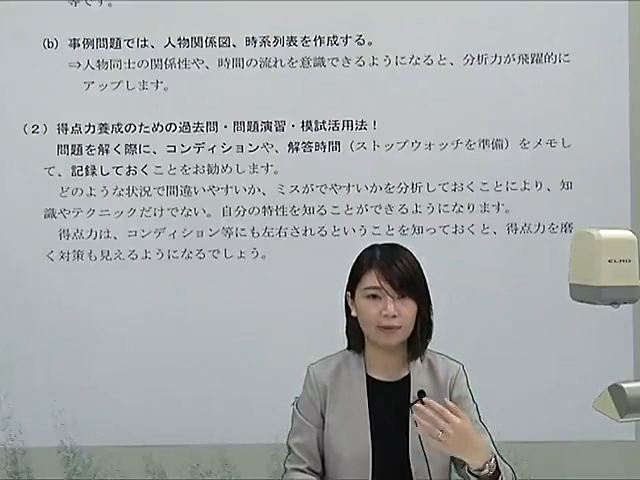 等です。
(b) 事例問題では、人物関係図、時系列表を作成する。
⇒人物同士の関係性や、時間の流れを意識できるようになると、分析力が飛躍的に
アップします。
（２）得点力養成のための過去問・問題演習・模試活用法！
問題を解く際に、コンディションや、解答時間（ストップウォッチを準備）をメモし
て、記録しておくことをお勧めします。
どのような状況で間違いやすいか、ミスがでやすいかを分析しておくことにより、知
識やテクニックだけでない。自分の特性を知ることができるようになります。
得点力は、コンディション等にも左右されるということを知っておくと、得点力を磨
く対策も見えるようになるでしょう。
ELMO